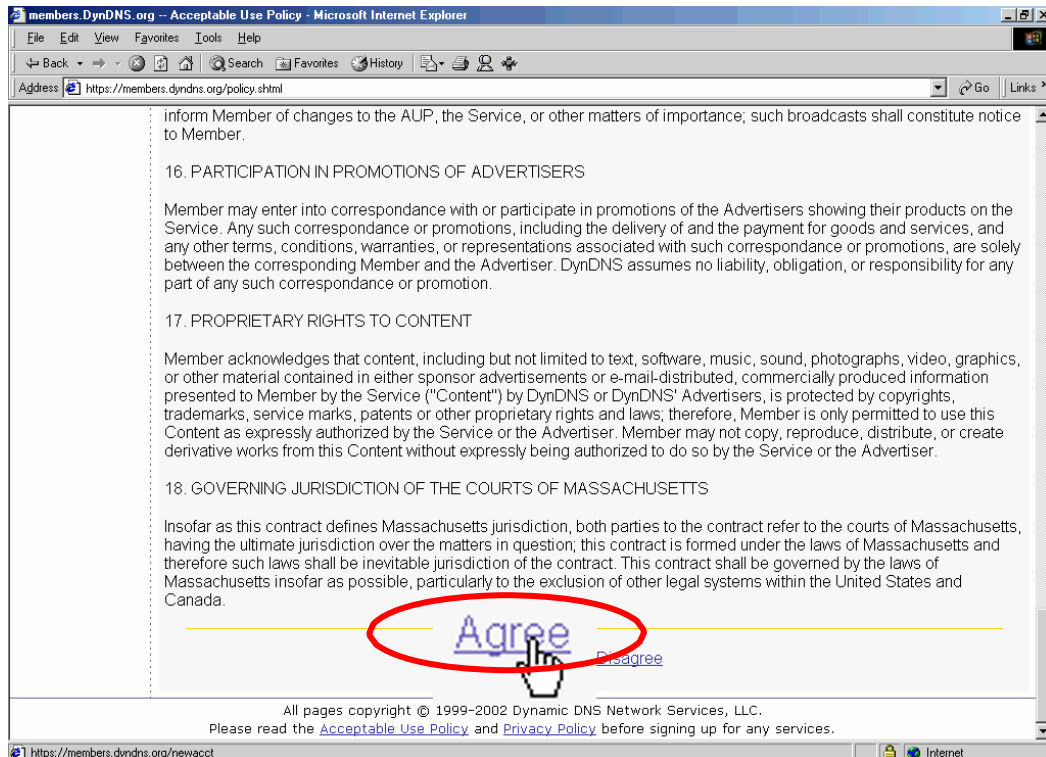 members.DynDNS.org -- Acceptable Use Policy - Microsoft Internet Explorer
File Edit View Favorites Tools Help
Back Search Favorites History
Address https://members.dyndns.org/policy.shtml Go Links
inform Member of changes to the AUP, the Service, or other matters of importance; such broadcasts shall constitute notice
to Member.
16. PARTICIPATION IN PROMOTIONS OF ADVERTISERS
Member may enter into correspondance with or participate in promotions of the Advertisers showing their products on the
Service. Any such correspondance or promotions, including the delivery of and the payment for goods and services, and
any other terms, conditions, warranties, or representations associated with such correspondance or promotions, are solely
between the corresponding Member and the Advertiser. DynDNS assumes no liability, obligation, or responsibility for any
part of any such correspondance or promotion.
17. PROPRIETARY RIGHTS TO CONTENT
Member acknowledges that content, including but not limited to text, software, music, sound, photographs, video, graphics,
or other material contained in either sponsor advertisements or e-mail-distributed, commercially produced information
presented to Member by the Service ("Content") by DynDNS or DynDNS' Advertisers, is protected by copyrights,
trademarks, service marks, patents or other proprietary rights and laws; therefore, Member is only permitted to use this
Content as expressly authorized by the Service or the Advertiser. Member may not copy, reproduce, distribute, or create
derivative works from this Content without expressly being authorized to do so by the Service or the Advertiser.
18. GOVERNING JURISDICTION OF THE COURTS OF MASSACHUSETTS
Insofar as this contract defines Massachusetts jurisdiction, both parties to the contract refer to the courts of Massachusetts,
having the ultimate jurisdiction over the matters in question; this contract is formed under the laws of Massachusetts and
therefore such laws shall be inevitable jurisdiction of the contract. This contract shall be governed by the laws of
Massachusetts insofar as possible, particularly to the exclusion of other legal systems within the United States and
Canada.
Agree
Disagree
All pages copyright © 1999-2002 Dynamic DNS Network Services, LLC.
Please read the Acceptable Use Policy and Privacy Policy before signing up for any services.
https://members.dyndns.org/newacct Internet